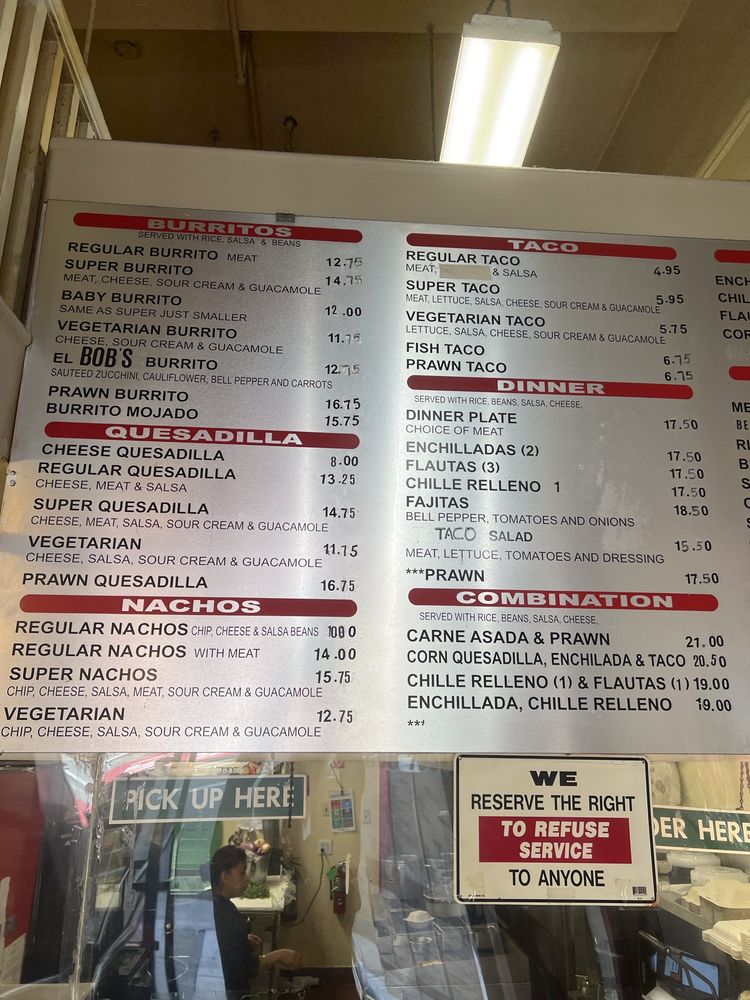 BURRITOS
SERVED WITH RICE, SALSA & BEANS
REGULAR BURRITO MEAT 12.75
SUPER BURRITO 14.75
MEAT, CHEESE, SOUR CREAM & GUACAMOLE
BABY BURRITO
SAME AS SUPER JUST SMALLER 12.00
VEGETARIAN BURRITO 11.75
CHEESE, SOUR CREAM & GUACAMOLE
EL BOB'S BURRITO 12.75
SAUTEED ZUCCHINI, CAULIFLOWER, BELL PEPPER AND CARROTS
PRAWN BURRITO 16.75
BURRITO MOJADO 15.75
QUESADILLA
CHEESE QUESADILLA 8.00
REGULAR QUESADILLA 13.25
CHEESE, MEAT & SALSA
SUPER QUESADILLA 14.75
CHEESE, MEAT, SALSA, SOUR CREAM & GUACAMOLE
VEGETARIAN 11.75
CHEESE, SALSA, SOUR CREAM & GUACAMOLE
PRAWN QUESADILLA 16.75
NACHOS
REGULAR NACHOS CHIP, CHEESE & SALSA BEANS
REGULAR NACHOS WITH MEAT 14.00
SUPER NACHOS 15.75
CHIP, CHEESE, SALSA, MEAT, SOUR CREAM & GUACAMOLE
VEGETARIAN 12.75
CHIP, CHEESE, SALSA, SOUR CREAM & GUACAMOLE
TACO
REGULAR TACO 4.95
MEAT, & SALSA
SUPER TACO 5.95
MEAT, LETTUCE, SALSA, CHEESE, SOUR CREAM & GUACAMOLE
VEGETARIAN TACO 5.75
LETTUCE, SALSA, CHEESE, SOUR CREAM & GUACAMOLE
FISH TACO 6.75
PRAWN TACO 6.75
DINNER
SERVED WITH RICE, BEANS, SALSA, CHEESE,
DINNER PLATE 17.50
CHOICE OF MEAT
ENCHILLADAS (2) 17.50
FLAUTAS (3) 17.50
CHILLE RELLENO 1 17.50
FAJITAS 18.50
BELL PEPPER, TOMATOES AND ONIONS
TACO SALAD 15.50
MEAT, LETTUCE, TOMATOES AND DRESSING
***PRAWN 17.50
COMBINATION
SERVED WITH RICE, BEANS, SALSA, CHEESE,
CARNE ASADA & PRAWN 21.00
CORN QUESADILLA, ENCHILADA & TACO 20.50
CHILLE RELLENO (1) & FLAUTAS (1) 19.00
ENCHILLADA, CHILLE RELLENO 19.00
**'
ENCH
CHIL
FLAU
COR
ME
BE
RI
B
S
PICK UP HERE
WE
RESERVE THE RIGHT
TO REFUSE
SERVICE
TO ANYONE
DER HERE